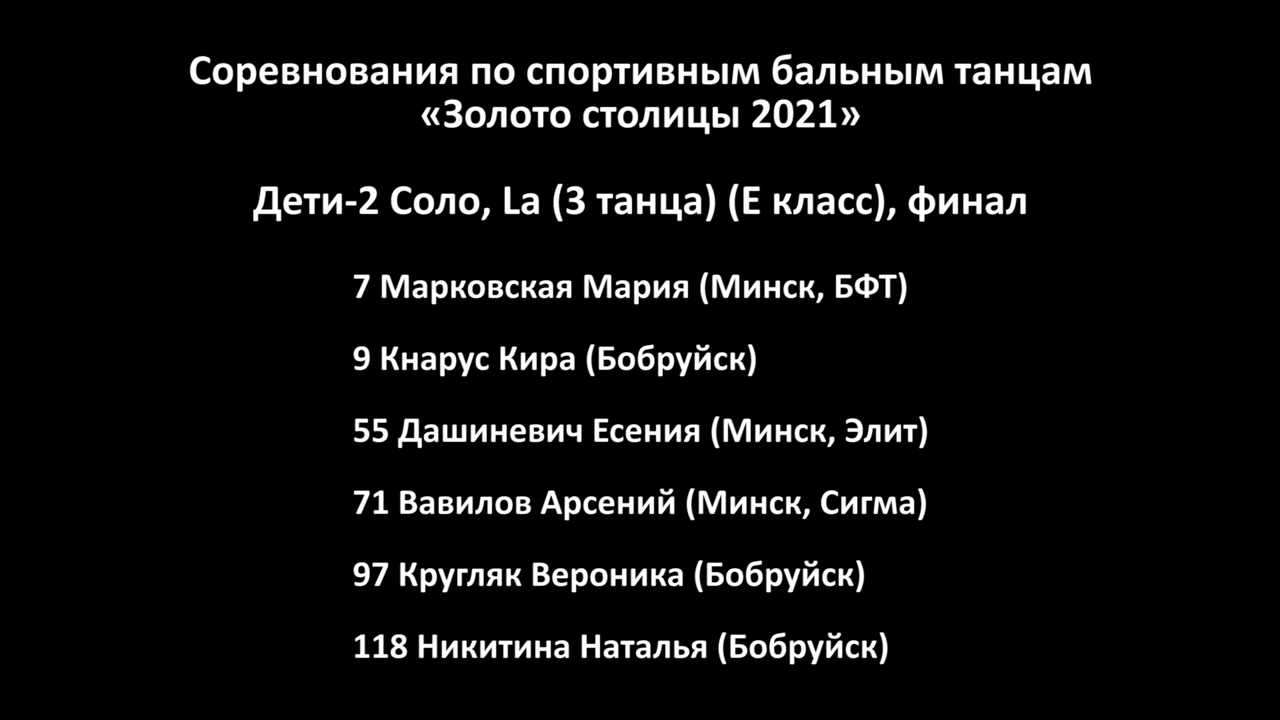 Соревнования по спортивным бальным танцам
«Золото столицы 2021»
Дети-2 Соло, La (3 танца) (E класс), финал
7 Марковская Мария (Минск, БФТ)
9 Кнарус Кира (Бобруйск)
55 Дашиневич Есения (Минск, Элит)
71 Вавилов Арсений (Минск, Сигма)
97 Кругляк Вероника (Бобруйск)
118 Никитина Наталья (Бобруйск)